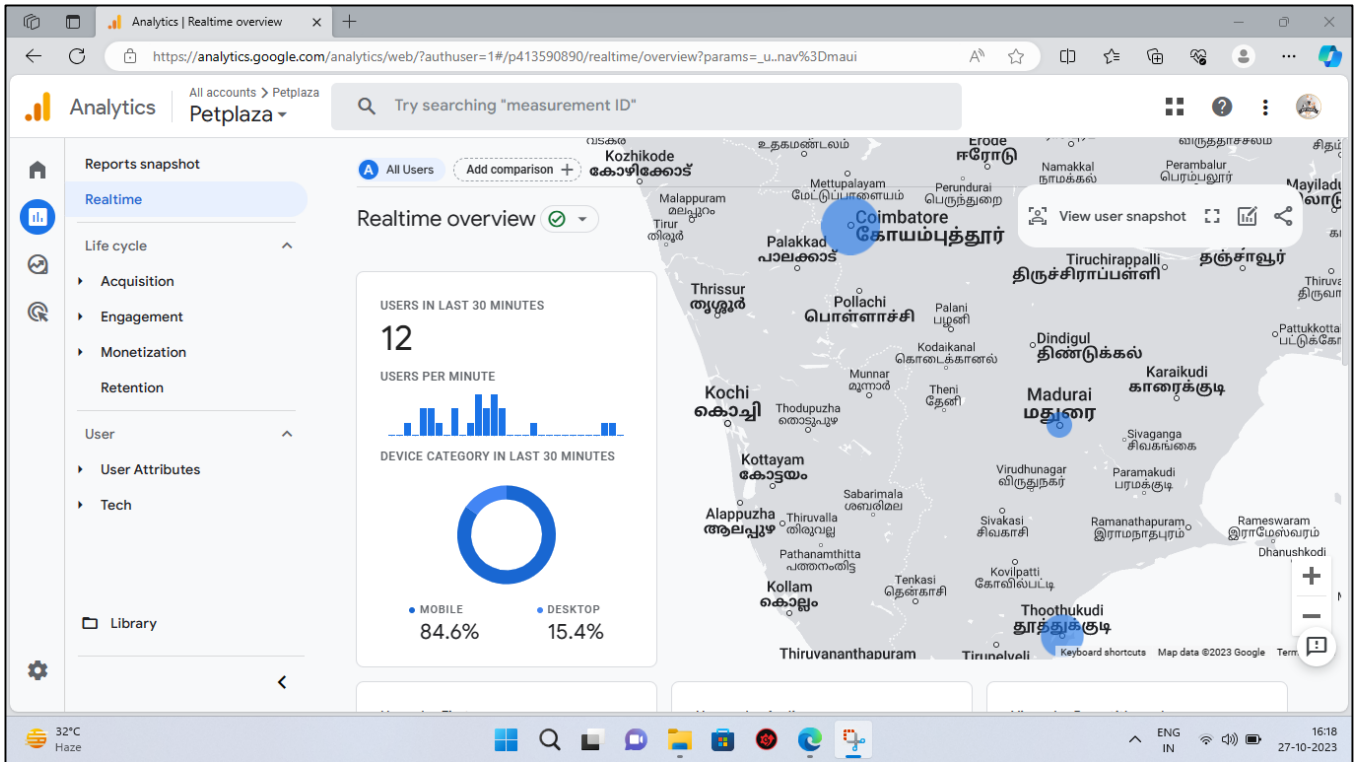 Analytics | Realtime overview
https://analytics.google.com/analytics/web/?authuser=1#/p413590890/realtime/overview?params=_u..nav%3Dmaui
Analytics
All accounts > Petplaza
Petplaza
Try searching "measurement ID"
Reports snapshot
Realtime
Life cycle
Acquisition
Engagement
Monetization
Retention
User
User Attributes
Tech
Library
A All Users
Add comparison +
Realtime overview
View user snapshot
USERS IN LAST 30 MINUTES
12
USERS PER MINUTE
DEVICE CATEGORY IN LAST 30 MINUTES
MOBILE
84.6%
DESKTOP
15.4%
Kozhikode
கோழிக்கோட்
உதகமண்டலம்
Erode
ஈரோடு
Namakkal
நாமக்கல்
Perambalur
பெரம்பலூர்
Malappuram
മലപ്പുറം
Mettupalayam
மேட்டுப்பாளையம்
Perundurai
பெருந்துறை
Tirur
തിരൂർ
Coimbatore
கோயம்புத்தூர்
Palakkad
பாலக்காட்
Tiruchirappalli
திருச்சிராப்பள்ளி
தஞ்சாவூர்
Thrissur
തൃശ്ശൂർ
Pollachi
பொள்ளாச்சி
Palani
பழனி
Dindigul
திண்டுக்கல்
Kodaikanal
கொடைக்கானல்
Munnar
മൂന്നാർ
Theni
தேனி
Karaikudi
காரைக்குடி
Kochi
കൊച്ചി
Thodupuzha
തൊടുപുഴ
Madurai
மதுரை
Sivaganga
சிவகங்கை
Kottayam
കോട്ടയം
Virudhunagar
விருதுநகர்
Paramakudi
பரமக்குடி
Sabarimala
ശബരിമല
Alappuzha
ആലപ്പുഴ
Thiruvalla
തിരുവല്ല
Sivakasi
சிவகாசி
Ramanathapuram
இராமநாதபுரம்
Rameswaram
இராமேஸ்வரம்
Dhanushkodi
Pathanamthitta
പത്തനംതിട്ട
Kovilpatti
கோவில்பட்டி
Kollam
കൊല്ലം
Tenkasi
தென்காசி
Thoothukudi
தூத்துக்குடி
Thiruvananthapuram
Tirunelveli
Keyboard shortcuts
Map data ©2023 Google
32°C
Haze
ENG
IN
16:18
27-10-2023